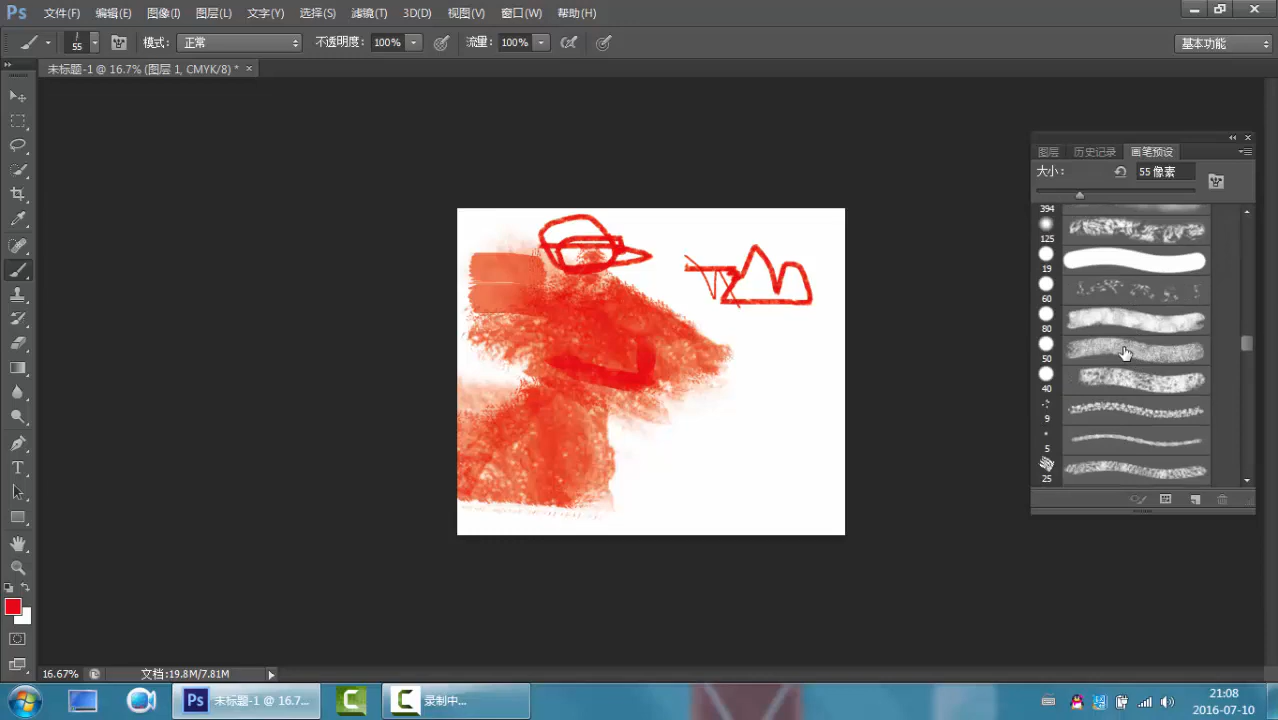 Ps 文件(F) 编辑(E) 图像(I) 图层(L) 文字(Y) 选择(S) 滤镜(T) 3D(D) 视图(V) 窗口(W) 帮助(H)
55 模式: 正常 不透明度: 100% 流量: 100% 基本功能
未标题-1 @ 16.7% (图层 1, CMYK/8) * ×
图层 历史记录 画笔预设
大小: 55 像素
394
125
19
60
80
50
40
9
5
25
T
16.67% 文档:19.8M/7.81M
Ps 未标题-1 @ 16.7... C C 录制中...
21:08
2016-07-10